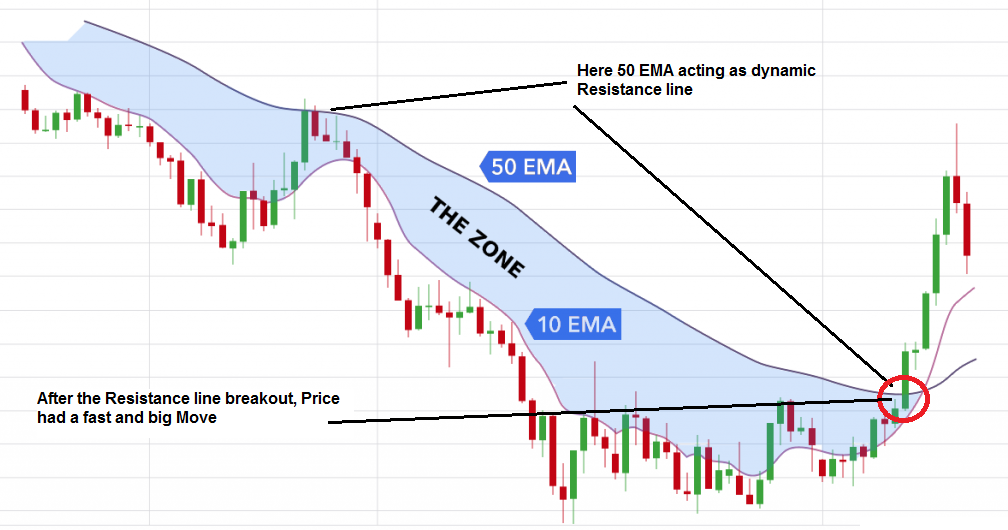 Here 50 EMA acting as dynamic
Resistance line
50 EMA
THE ZONE
10 EMA
After the Resistance line breakout, Price
had a fast and big Move